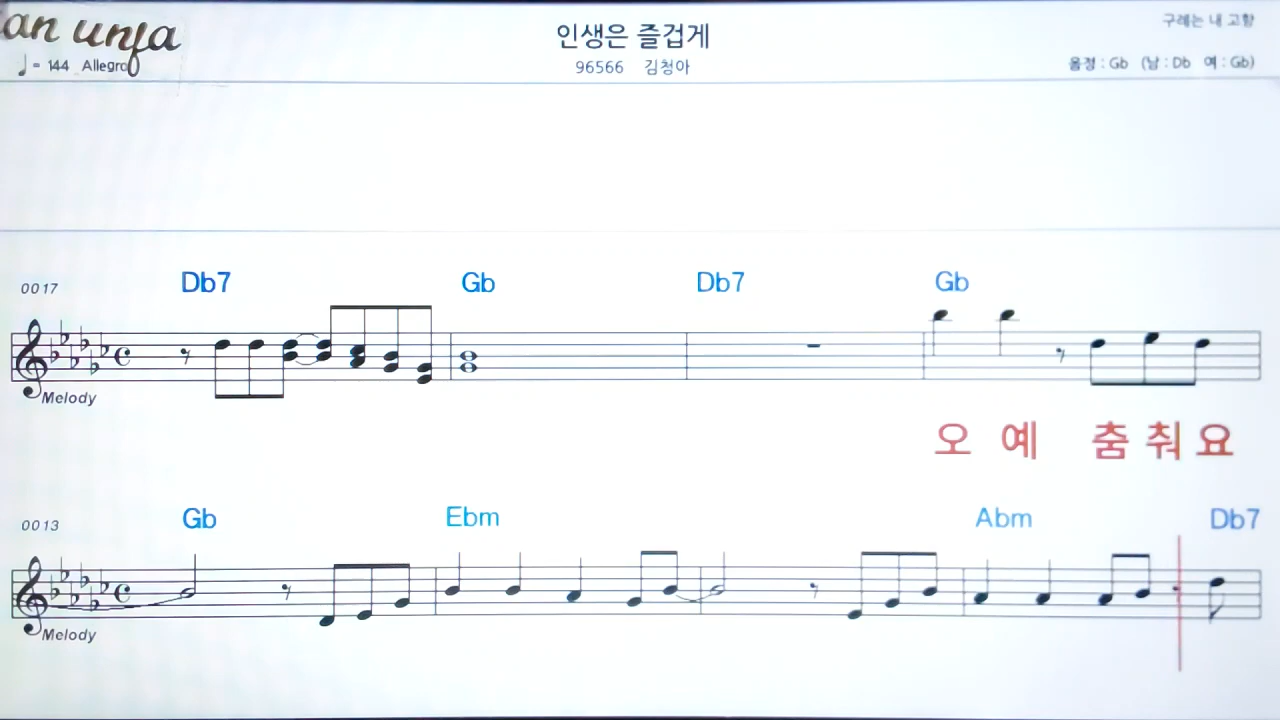 an unfa
♩= 144 Allegro
인생은 즐겁게
96566 김청아
구례는 내 고향
음정 : Gb (남 : Db 여 : Gb)
0017
Db7 Gb Db7 Gb
Melody
오 예 춤 춰 요
0013
Gb Ebm Abm Db7
Melody